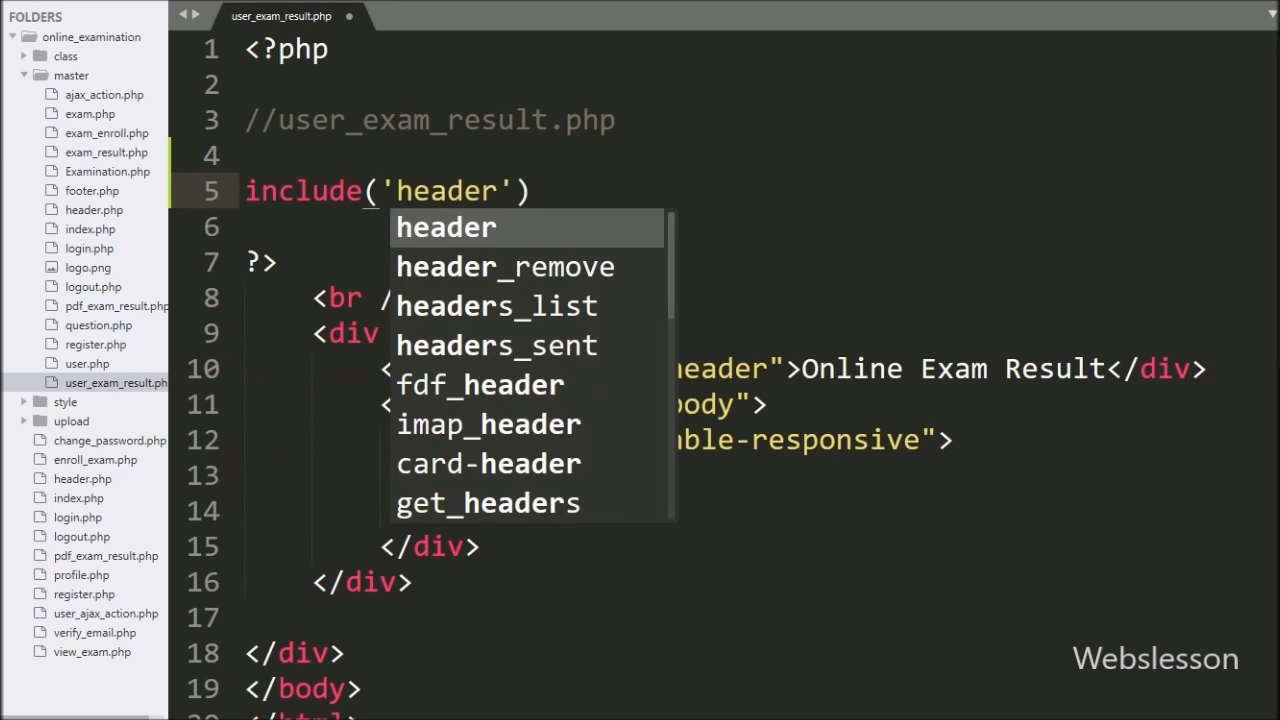 FOLDERS
online_examination
class
master
ajax_action.php
exam.php
exam_enroll.php
exam_result.php
Examination.php
footer.php
header.php
index.php
login.php
logo.png
logout.php
pdf_exam_result.php
question.php
register.php
user.php
user_exam_result.ph
style
upload
change_password.php
enroll_exam.php
header.php
index.php
login.php
logout.php
pdf_exam_result.php
profile.php
register.php
user_ajax_action.php
verify_email.php
view_exam.php
user_exam_result.php
1 <?php
2
3 //user_exam_result.php
4
5 include('header')
header
header_remove
headers_list
headers_sent
fdf_header
imap_header
card-header
get_headers
6
7 ?>
8 <br /
9 <div
10 < header">Online Exam Result</div>
11 < body">
12 able-responsive">
13
14
15 </div>
16 </div>
17
18 </div>
19 </body>
20 </html>
Webslesson